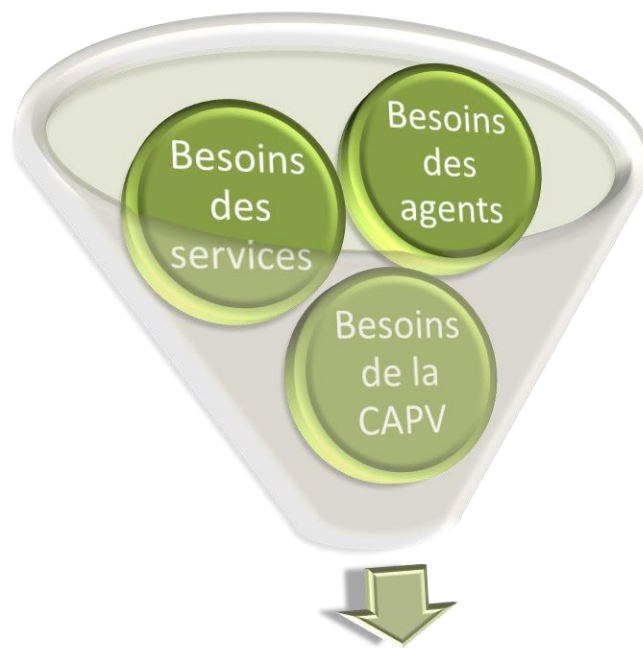 Besoins
des
services
Besoins
des
agents
Besoins
de la
CAPV